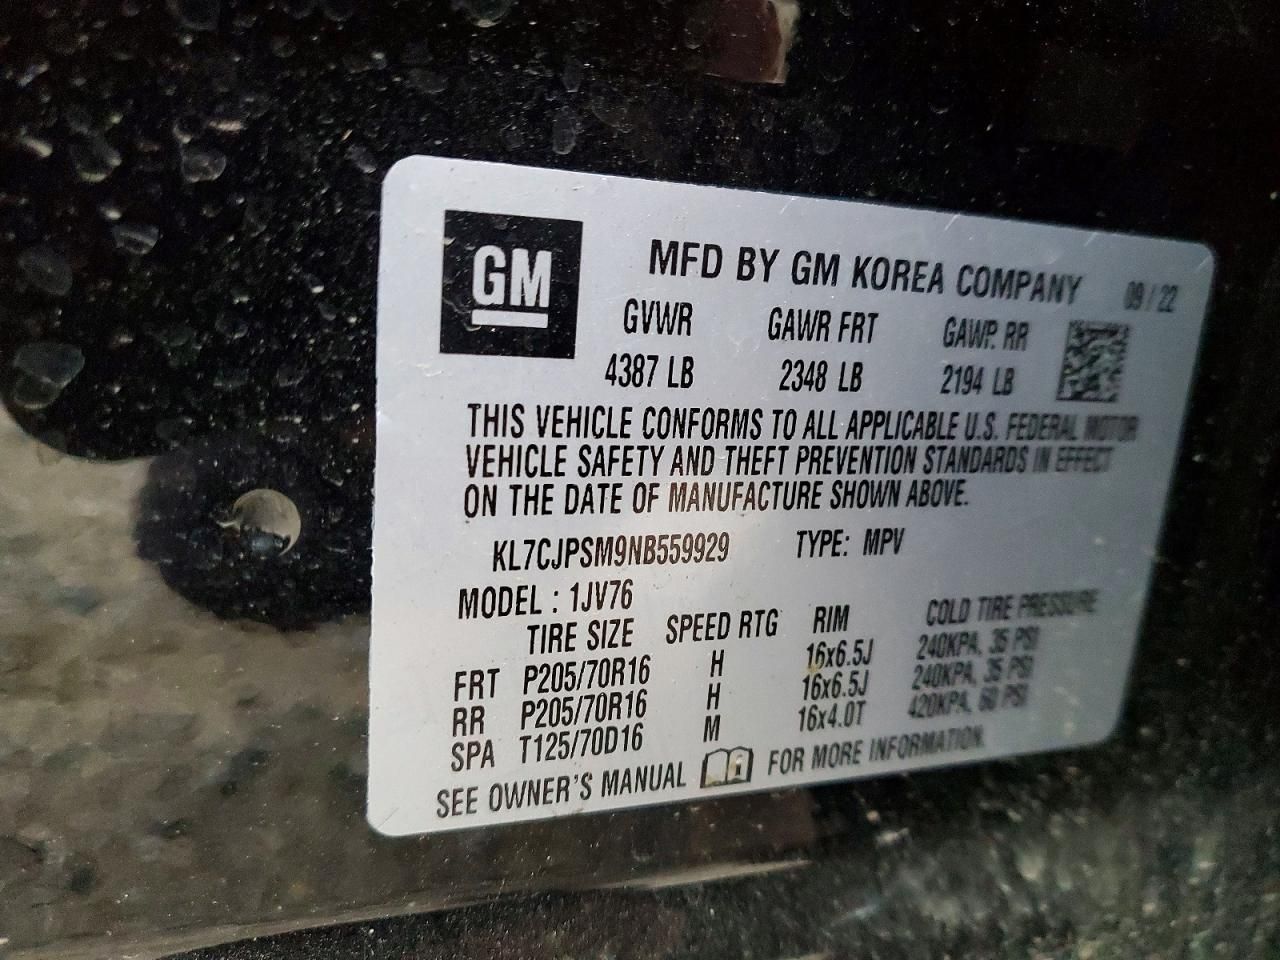 GM
MFD BY GM KOREA COMPANY 09/22
GVWR GAWR FRT GAWR RR
4387 LB 2348 LB 2194 LB
THIS VEHICLE CONFORMS TO ALL APPLICABLE U.S. FEDERAL MOTOR
VEHICLE SAFETY AND THEFT PREVENTION STANDARDS IN EFFECT
ON THE DATE OF MANUFACTURE SHOWN ABOVE.
KL7CJPSM9NB559929 TYPE: MPV
MODEL : 1JV76
TIRE SIZE SPEED RTG RIM COLD TIRE PRESSURE
FRT P205/70R16 H 16x6.5J 240KPA, 35 PSI
RR P205/70R16 H 16x6.5J 240KPA, 35 PSI
SPA T125/70D16 M 16x4.0T 420KPA, 60 PSI
SEE OWNER'S MANUAL FOR MORE INFORMATION.